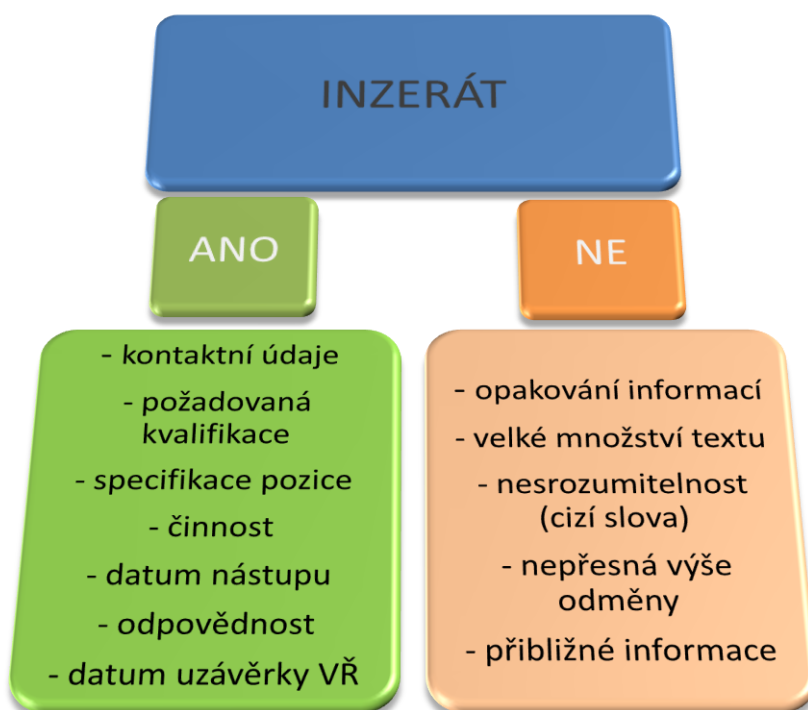 INZERÁT
ANO
- kontaktní údaje
- požadovaná
kvalifikace
- specifikace pozice
- činnost
- datum nástupu
- odpovědnost
- datum uzávěrky VŘ
NE
- opakování informací
- velké množství textu
- nesrozumitelnost
(cizí slova)
- nepřesná výše
odměny
- přibližné informace